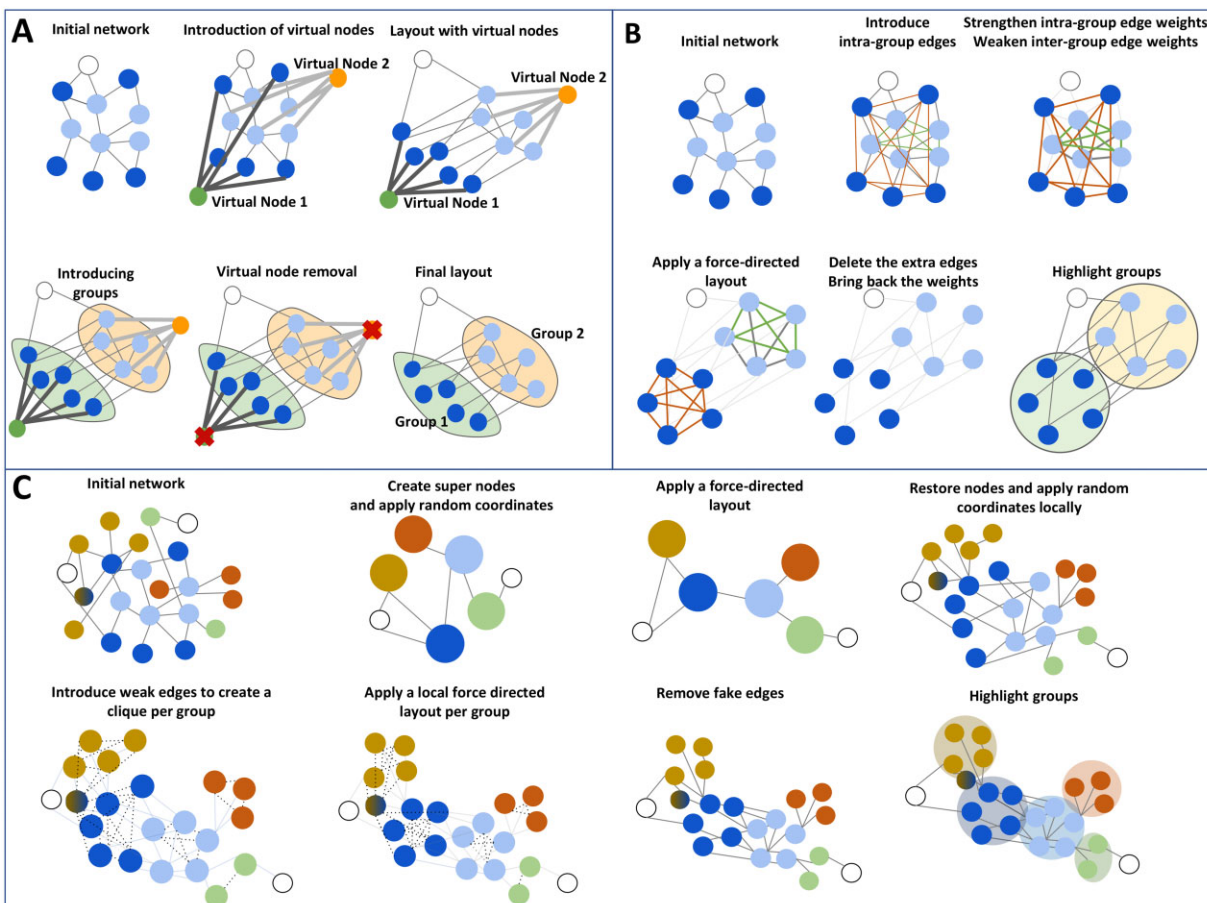 A
Initial network
Introduction of virtual nodes
Layout with virtual nodes
Virtual Node 2
Virtual Node 2
Virtual Node 1
Virtual Node 1
Introducing
groups
Virtual node removal
Final layout
Group 2
Group 1
B
Initial network
Introduce
intra-group edges
Strengthen intra-group edge weights
Weaken inter-group edge weights
Apply a force-directed
layout
Delete the extra edges
Bring back the weights
Highlight groups
C
Initial network
Create super nodes
and apply random coordinates
Apply a force-directed
layout
Restore nodes and apply random
coordinates locally
Introduce weak edges to create a
clique per group
Apply a local force directed
layout per group
Remove fake edges
Highlight groups